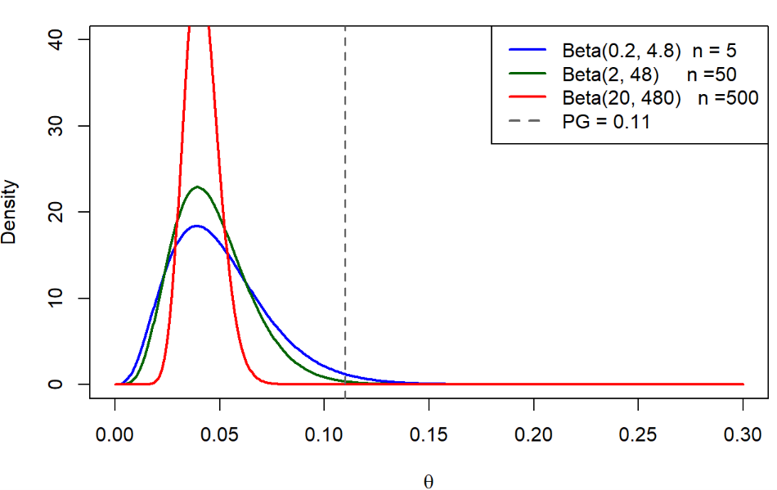 Beta(0.2, 4.8) n = 5
Beta(2, 48) n =50
Beta(20, 480) n =500
PG = 0.11
Density
40
30
20
10
0
0.00 0.05 0.10 0.15 0.20 0.25 0.30
θ